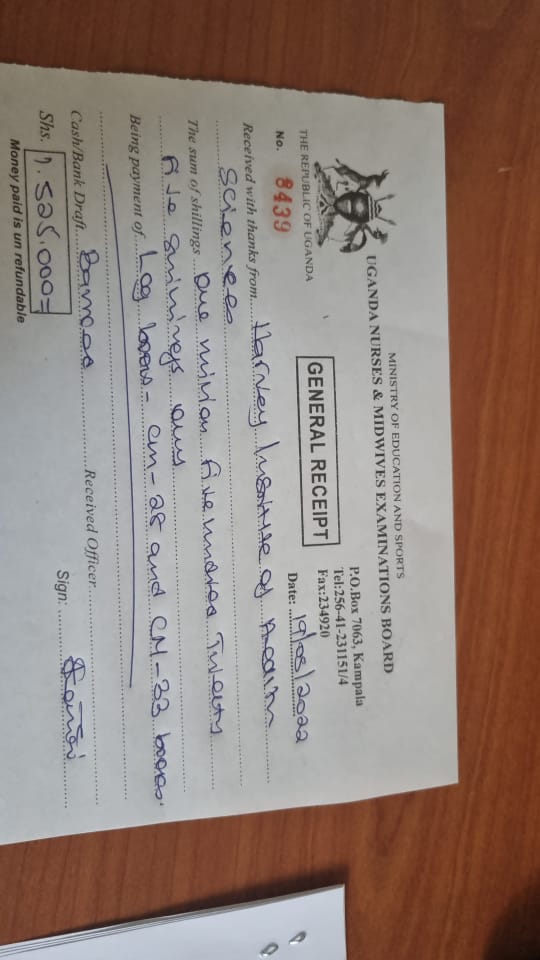 MINISTRY OF EDUCATION AND SPORTS
UGANDA NURSES & MIDWIVES EXAMINATIONS BOARD
P.O.Box 7063, Kampala
Tel:256-41-231151/4
Fax:234920
GENERAL RECEIPT
THE REPUBLIC OF UGANDA
Date: 19/08/2022
No. 8439
Received with thanks from Harvey Institute of Health
Sciences
The sum of shillings One million Five hundred Twenty
Five shillings only
Being payment of Log books - CM-28 and CM-33 books.
Cash/Bank Draft Banked Received Officer
Shs. 1.525.000= Sign:
Money paid is un refundable